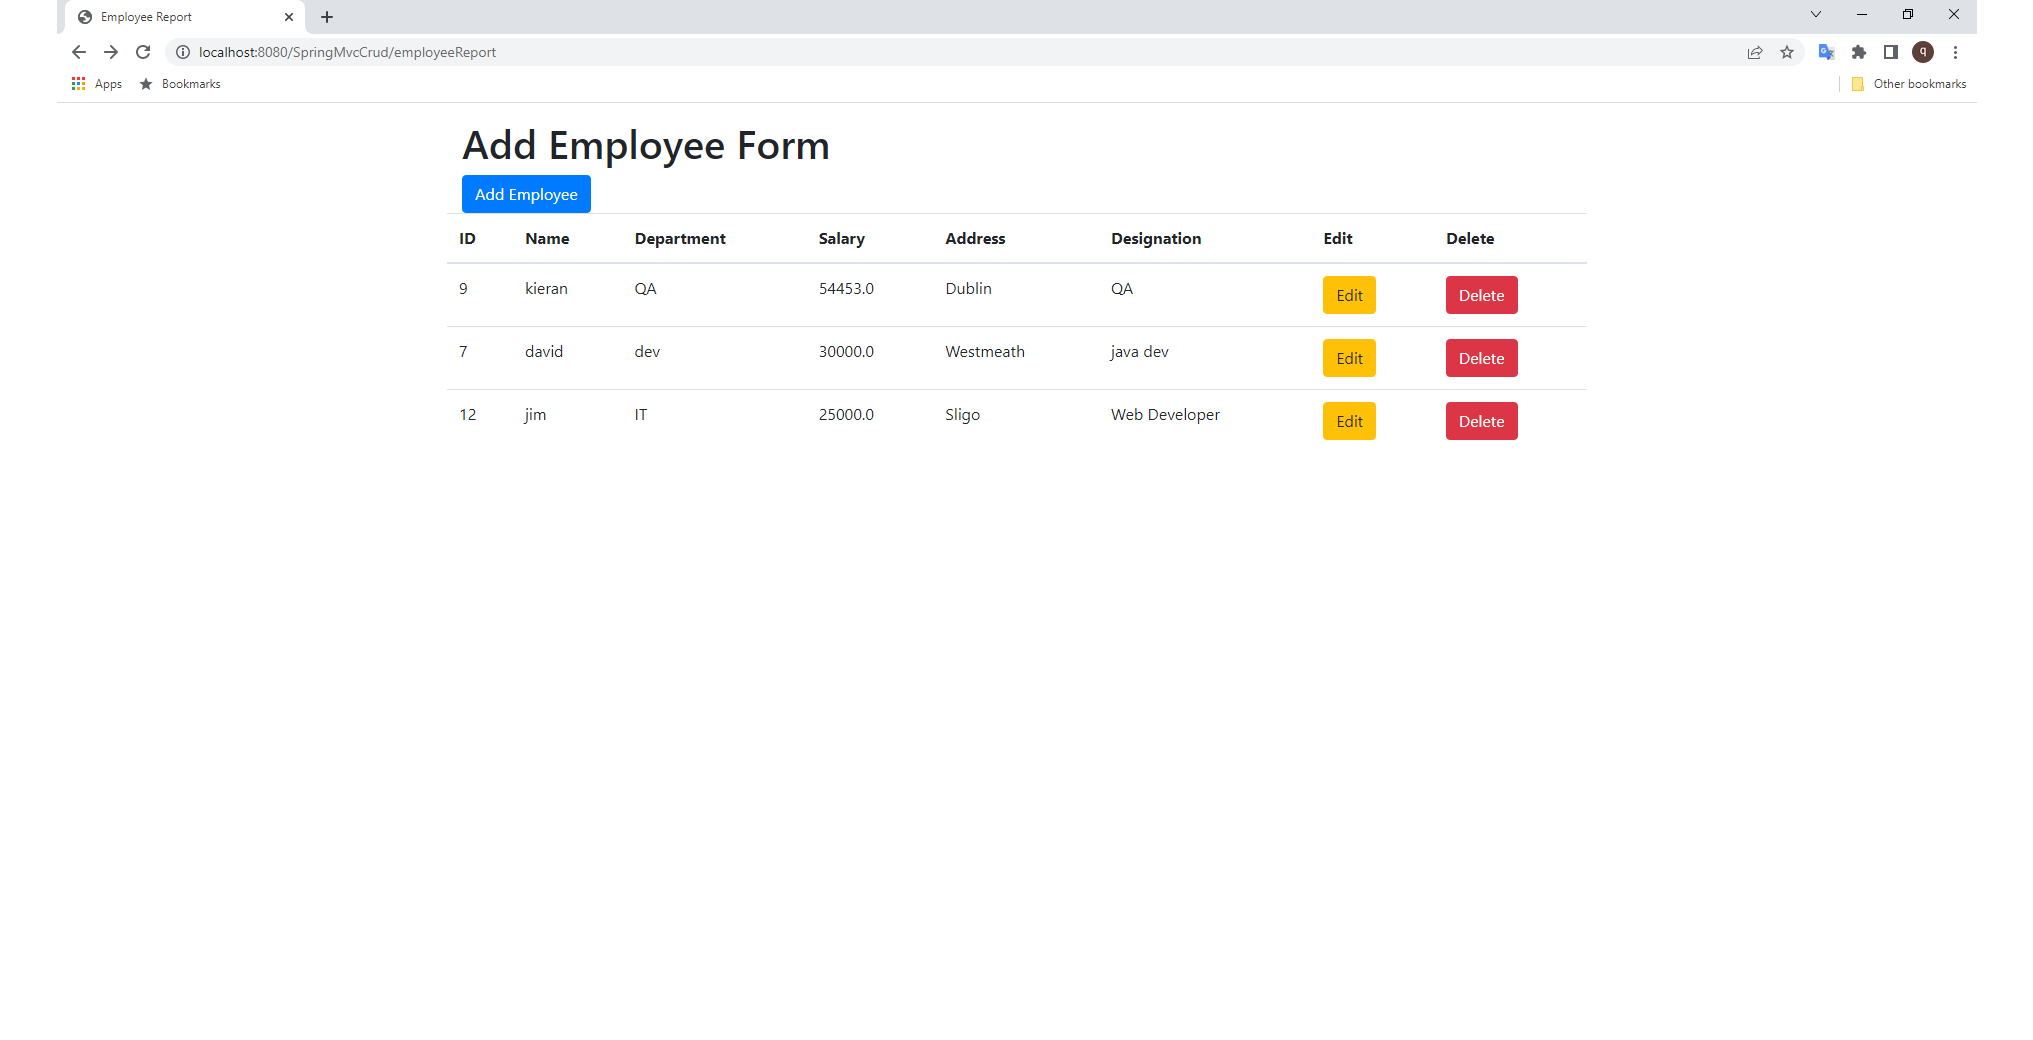 Employee Report
localhost:8080/SpringMvcCrud/employeeReport
q
Apps Bookmarks Other bookmarks
Add Employee Form
Add Employee
ID Name Department Salary Address Designation Edit Delete
9 kieran QA 54453.0 Dublin QA Edit Delete
7 david dev 30000.0 Westmeath java dev Edit Delete
12 jim IT 25000.0 Sligo Web Developer Edit Delete